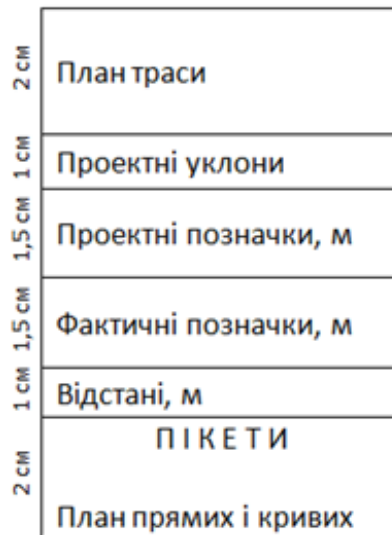 2 см
План траси
1 см
Проектні уклони
1,5 см
Проектні позначки, м
1,5 см
Фактичні позначки, м
1 см
Відстані, м
2 см
ПІКЕТИ
План прямих і кривих